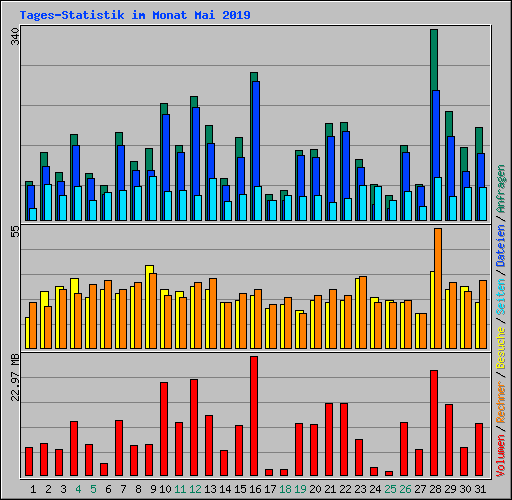 Tages-Statistik im Monat Mai 2019
340
55
22.97 MB
Volumen / Rechner / Besuche / Seiten / Dateien / Anfragen
1 2 3 4 5 6 7 8 9 10 11 12 13 14 15 16 17 18 19 20 21 22 23 24 25 26 27 28 29 30 31